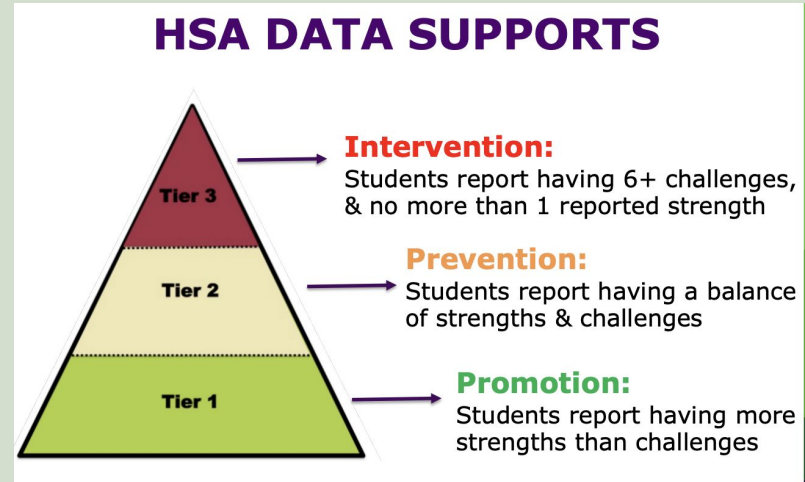 HSA DATA SUPPORTS
Tier 3
Intervention:
Students report having 6+ challenges,
& no more than 1 reported strength
Tier 2
Prevention:
Students report having a balance
of strengths & challenges
Tier 1
Promotion:
Students report having more
strengths than challenges